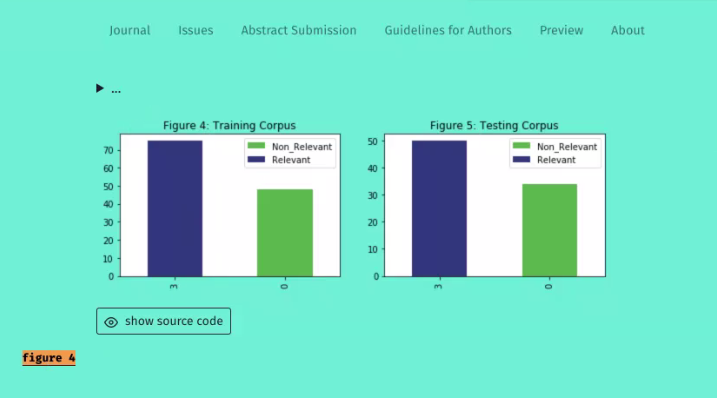 Journal Issues Abstract Submission Guidelines for Authors Preview About
...
Figure 4: Training Corpus
70
60
50
40
30
20
10
0
Non_Relevant
Relevant
3
0
Figure 5: Testing Corpus
50
40
30
20
10
0
Non_Relevant
Relevant
3
0
show source code
figure 4